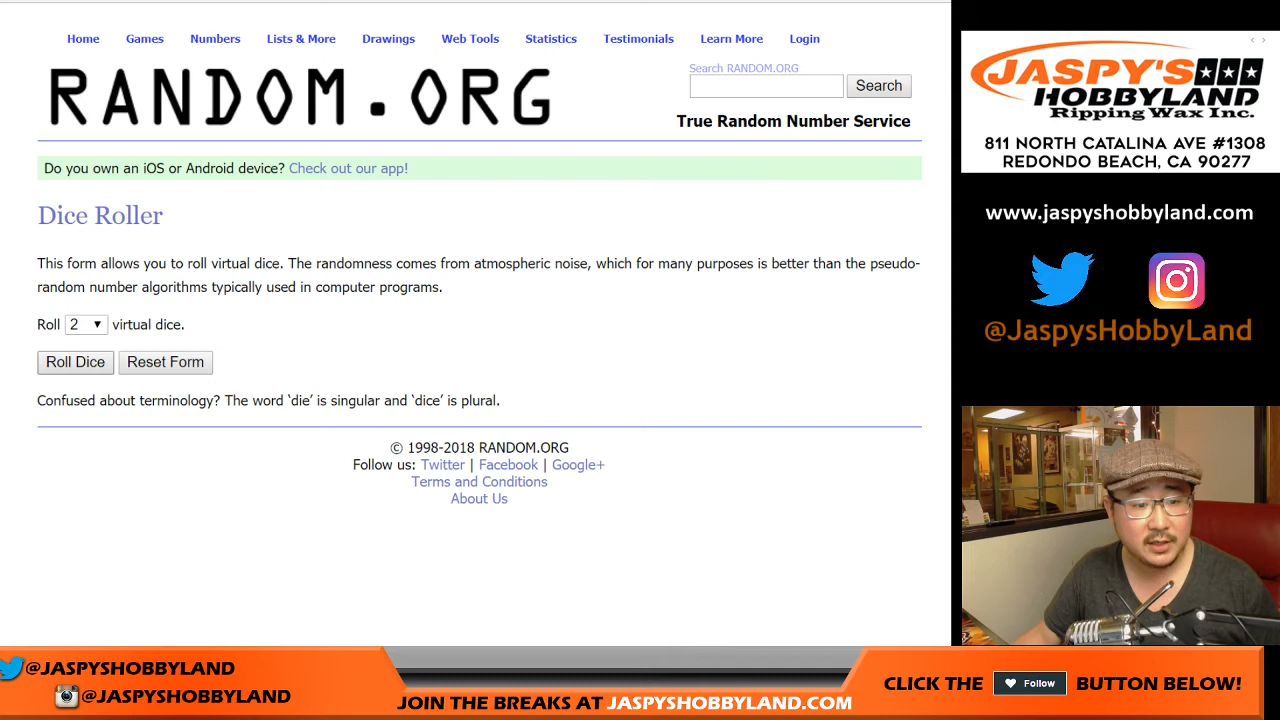 Home Games Numbers Lists & More Drawings Web Tools Statistics Testimonials Learn More Login
RANDOM.ORG
Search RANDOM.ORG
Search
True Random Number Service
Do you own an iOS or Android device? Check out our app!
Dice Roller
This form allows you to roll virtual dice. The randomness comes from atmospheric noise, which for many purposes is better than the pseudo-
random number algorithms typically used in computer programs.
Roll 2 virtual dice.
Roll Dice Reset Form
Confused about terminology? The word ‘die’ is singular and ‘dice’ is plural.
© 1998-2018 RANDOM.ORG
Follow us: Twitter | Facebook | Google+
Terms and Conditions
About Us
JASPY'S
HOBBYLAND
Ripping Wax Inc.
811 NORTH CATALINA AVE #1308
REDONDO BEACH, CA 90277
www.jaspyshobbyland.com
@JaspysHobbyLand
@JASPYSHOBBYLAND
@JASPYSHOBBYLAND
JOIN THE BREAKS AT JASPYSHOBBYLAND.COM
CLICK THE Follow BUTTON BELOW!